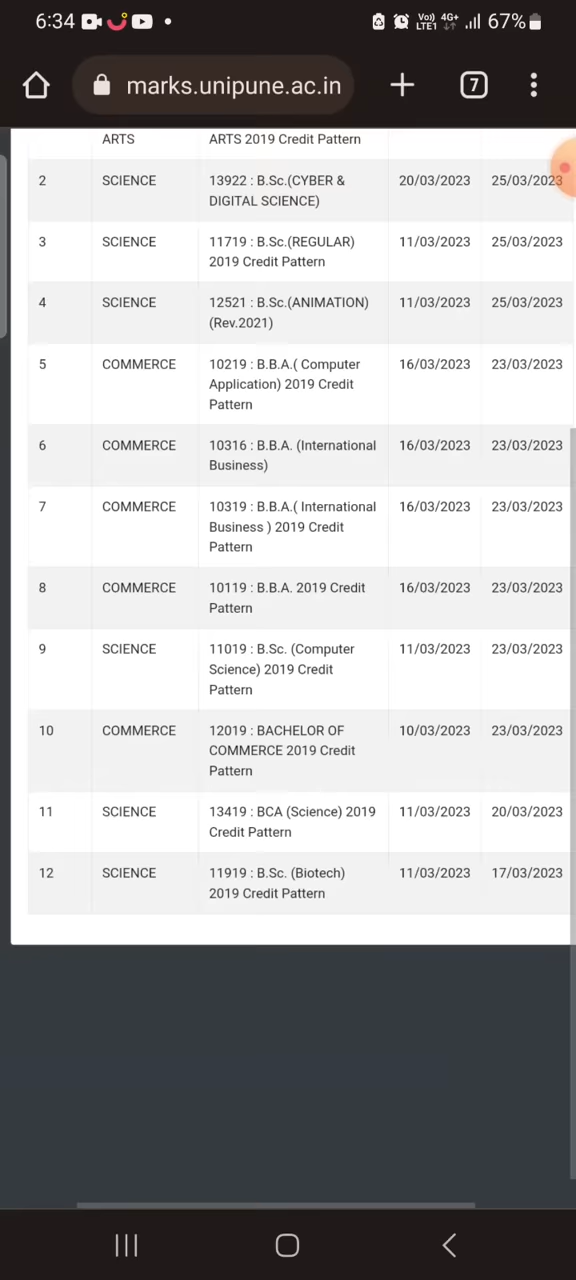 6:34
Vo)) 4G+ 67%
LTE1
marks.unipune.ac.in
7
ARTS ARTS 2019 Credit Pattern
2 SCIENCE 13922 : B.Sc.(CYBER & 20/03/2023 25/03/2023
DIGITAL SCIENCE)
3 SCIENCE 11719 : B.Sc.(REGULAR) 11/03/2023 25/03/2023
2019 Credit Pattern
4 SCIENCE 12521 : B.Sc.(ANIMATION) 11/03/2023 25/03/2023
(Rev.2021)
5 COMMERCE 10219 : B.B.A.( Computer 16/03/2023 23/03/2023
Application) 2019 Credit
Pattern
6 COMMERCE 10316 : B.B.A. (International 16/03/2023 23/03/2023
Business)
7 COMMERCE 10319 : B.B.A.( International 16/03/2023 23/03/2023
Business ) 2019 Credit
Pattern
8 COMMERCE 10119 : B.B.A. 2019 Credit 16/03/2023 23/03/2023
Pattern
9 SCIENCE 11019 : B.Sc. (Computer 11/03/2023 23/03/2023
Science) 2019 Credit
Pattern
10 COMMERCE 12019 : BACHELOR OF 10/03/2023 23/03/2023
COMMERCE 2019 Credit
Pattern
11 SCIENCE 13419 : BCA (Science) 2019 11/03/2023 20/03/2023
Credit Pattern
12 SCIENCE 11919 : B.Sc. (Biotech) 11/03/2023 17/03/2023
2019 Credit Pattern